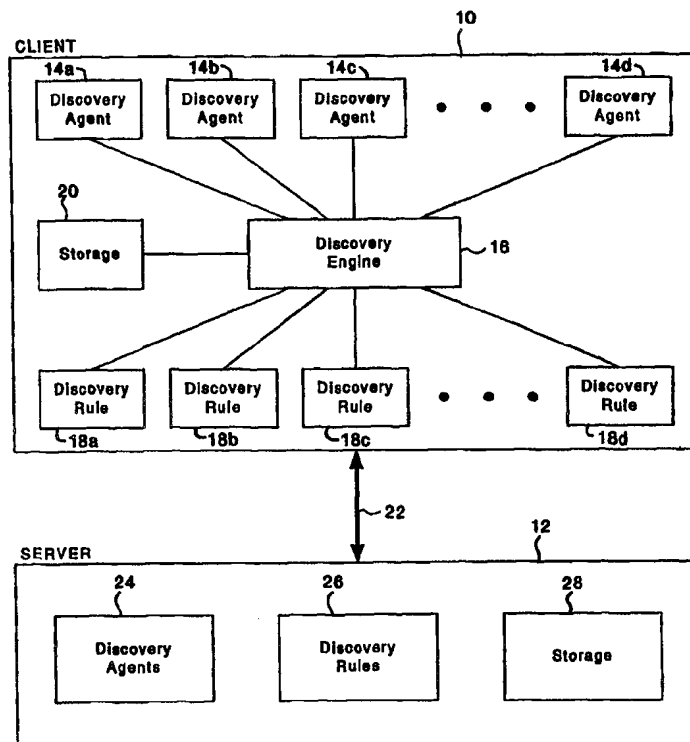 10
CLIENT
14a
14b
14c
14d
Discovery
Agent
Discovery
Agent
Discovery
Agent
Discovery
Agent
20
Storage
Discovery
Engine
16
Discovery
Rule
Discovery
Rule
Discovery
Rule
Discovery
Rule
18a
18b
18c
18d
22
SERVER
12
24
26
28
Discovery
Agents
Discovery
Rules
Storage